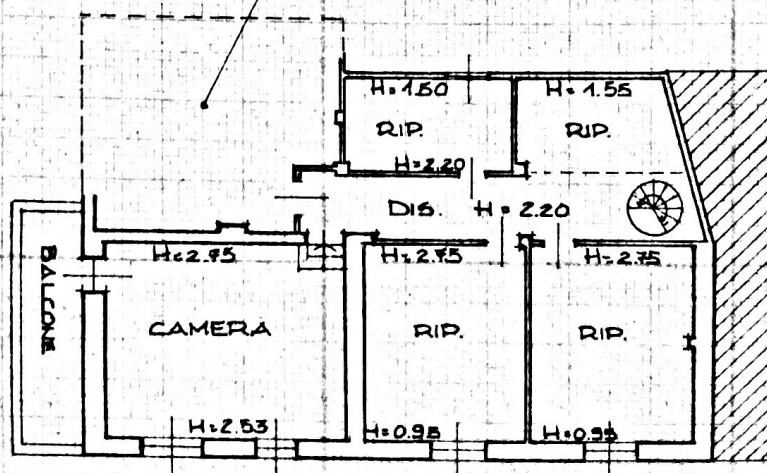 H=1.60
H=1.55
RIP.
RIP.
H=2.20
DIS.
H=2.20
H=2.75
H=2.75
H=2.75
BALCONE
CAMERA
RIP.
RIP.
H=2.53
H=0.95
H=0.95